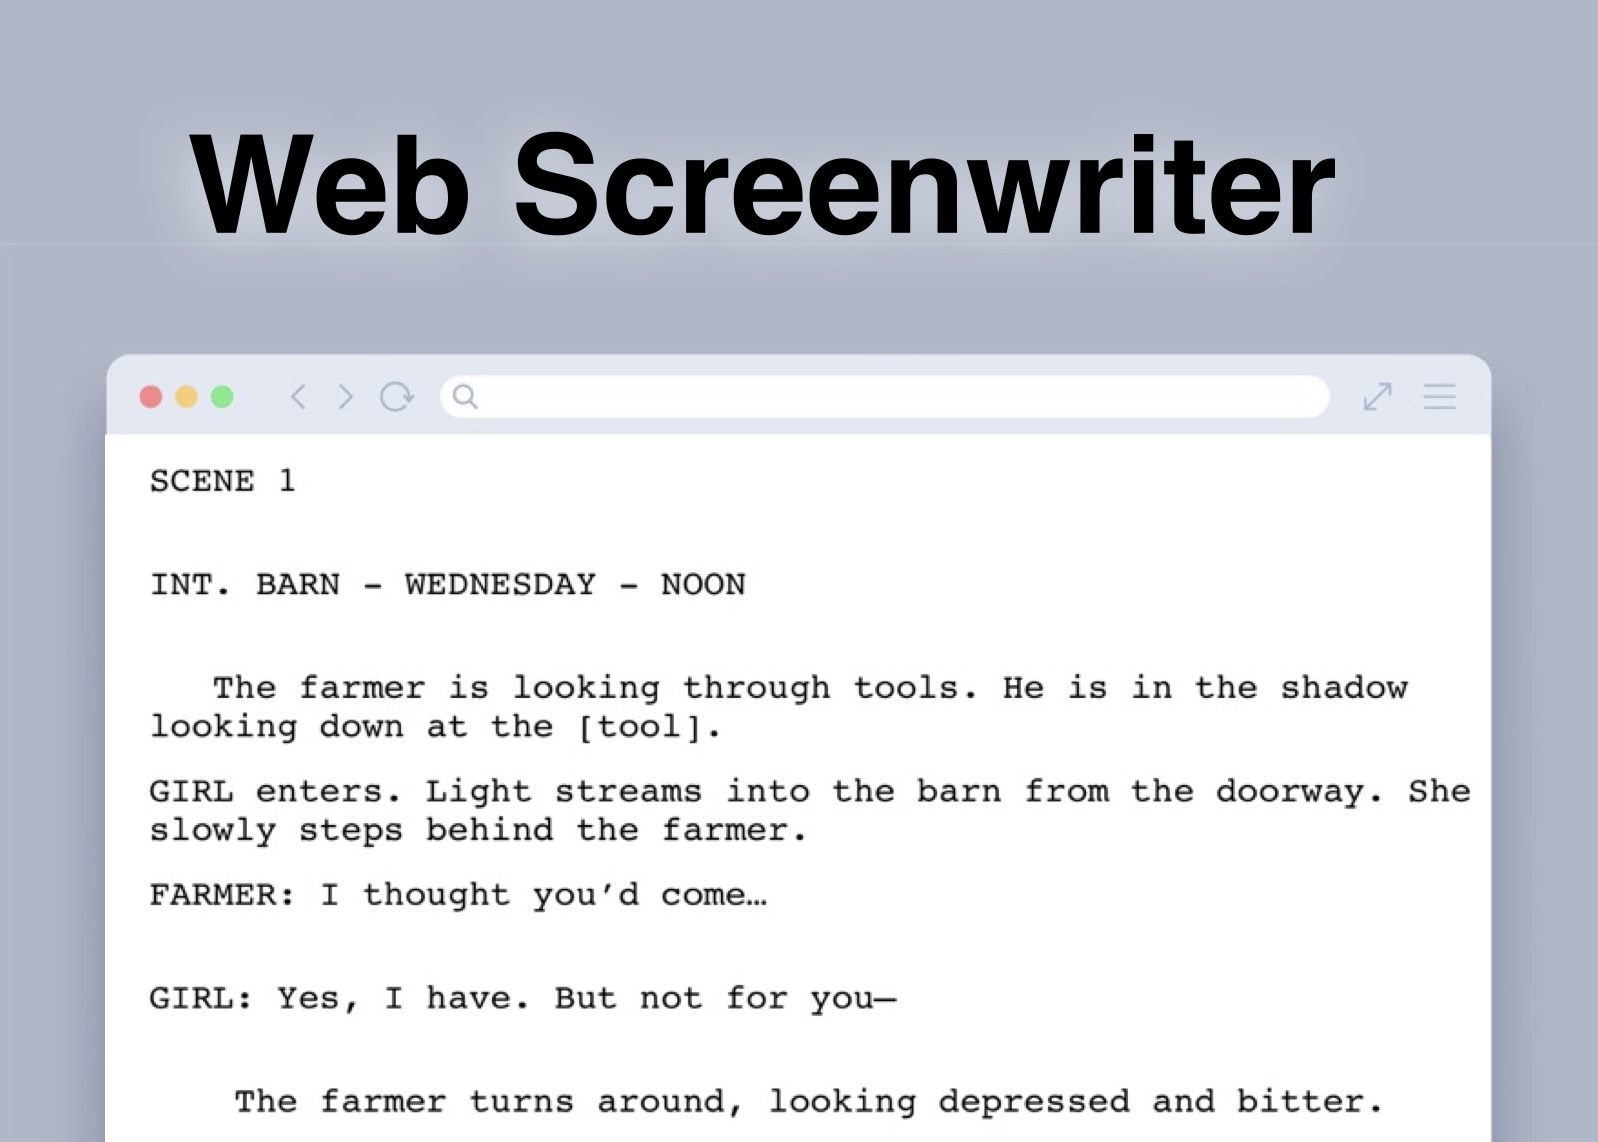 Web Screenwriter
SCENE 1
INT. BARN – WEDNESDAY – NOON
The farmer is looking through tools. He is in the shadow
looking down at the [tool].
GIRL enters. Light streams into the barn from the doorway. She
slowly steps behind the farmer.
FARMER: I thought you’d come…
GIRL: Yes, I have. But not for you—
The farmer turns around, looking depressed and bitter.